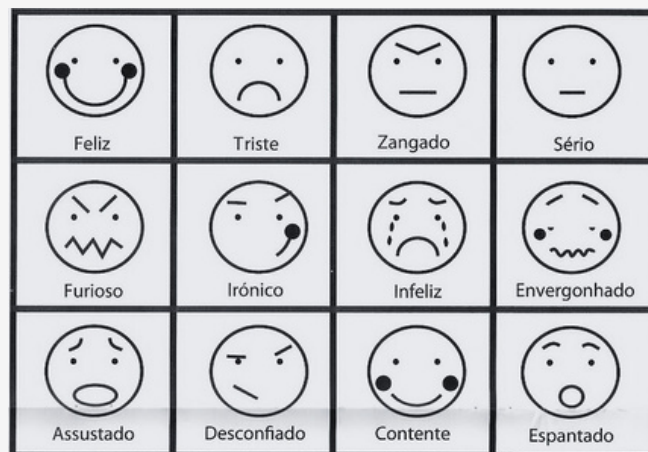 Feliz
Triste
Zangado
Sério
Furioso
Irónico
Infeliz
Envergonhado
Assustado
Desconfiado
Contente
Espantado